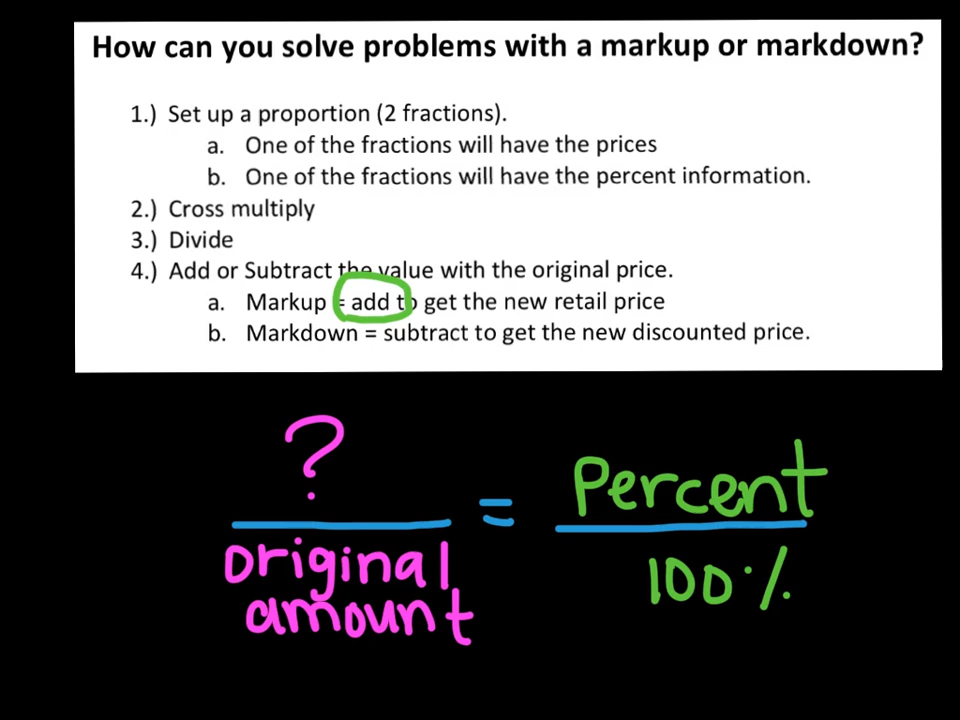 How can you solve problems with a markup or markdown?
1.) Set up a proportion (2 fractions).
a. One of the fractions will have the prices
b. One of the fractions will have the percent information.
2.) Cross multiply
3.) Divide
4.) Add or Subtract the value with the original price.
a. Markup = add to get the new retail price
b. Markdown = subtract to get the new discounted price.
? = Percent
original 100%
amount